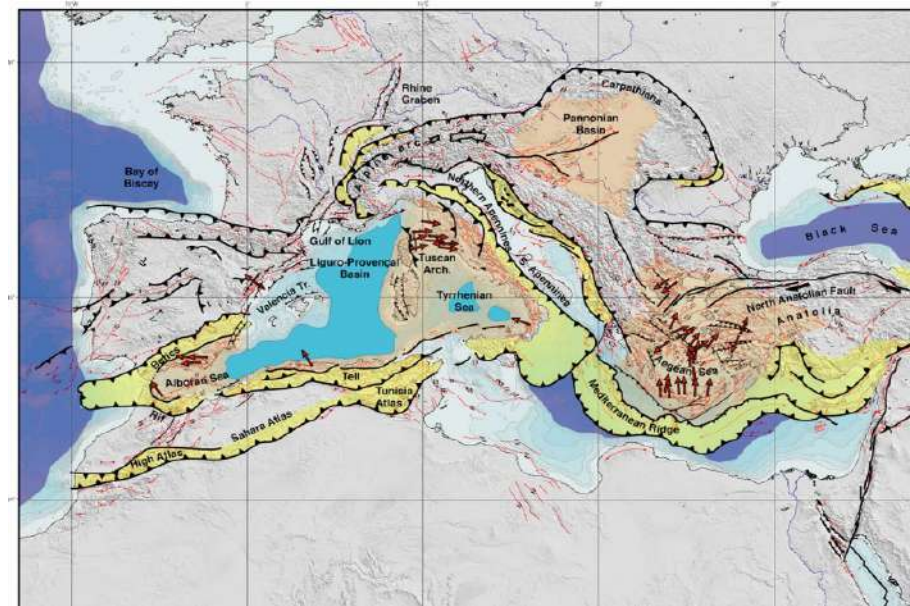 Rhine
Graben
Carpathians
Pannonian
Basin
Bay of
Biscay
Alpine arc
Northern Apennines
Gulf of Lion
Liguro-Provençal
Basin
Tuscan
Arch.
S. Apennines
Black Sea
Valencia Tr.
Tyrrhenian
Sea
North Anatolian Fault
Anatolia
Betics
Aegean Sea
Alboran Sea
Tell
Tunisia
Atlas
Mediterranean Ridge
Rif
Sahara Atlas
High Atlas